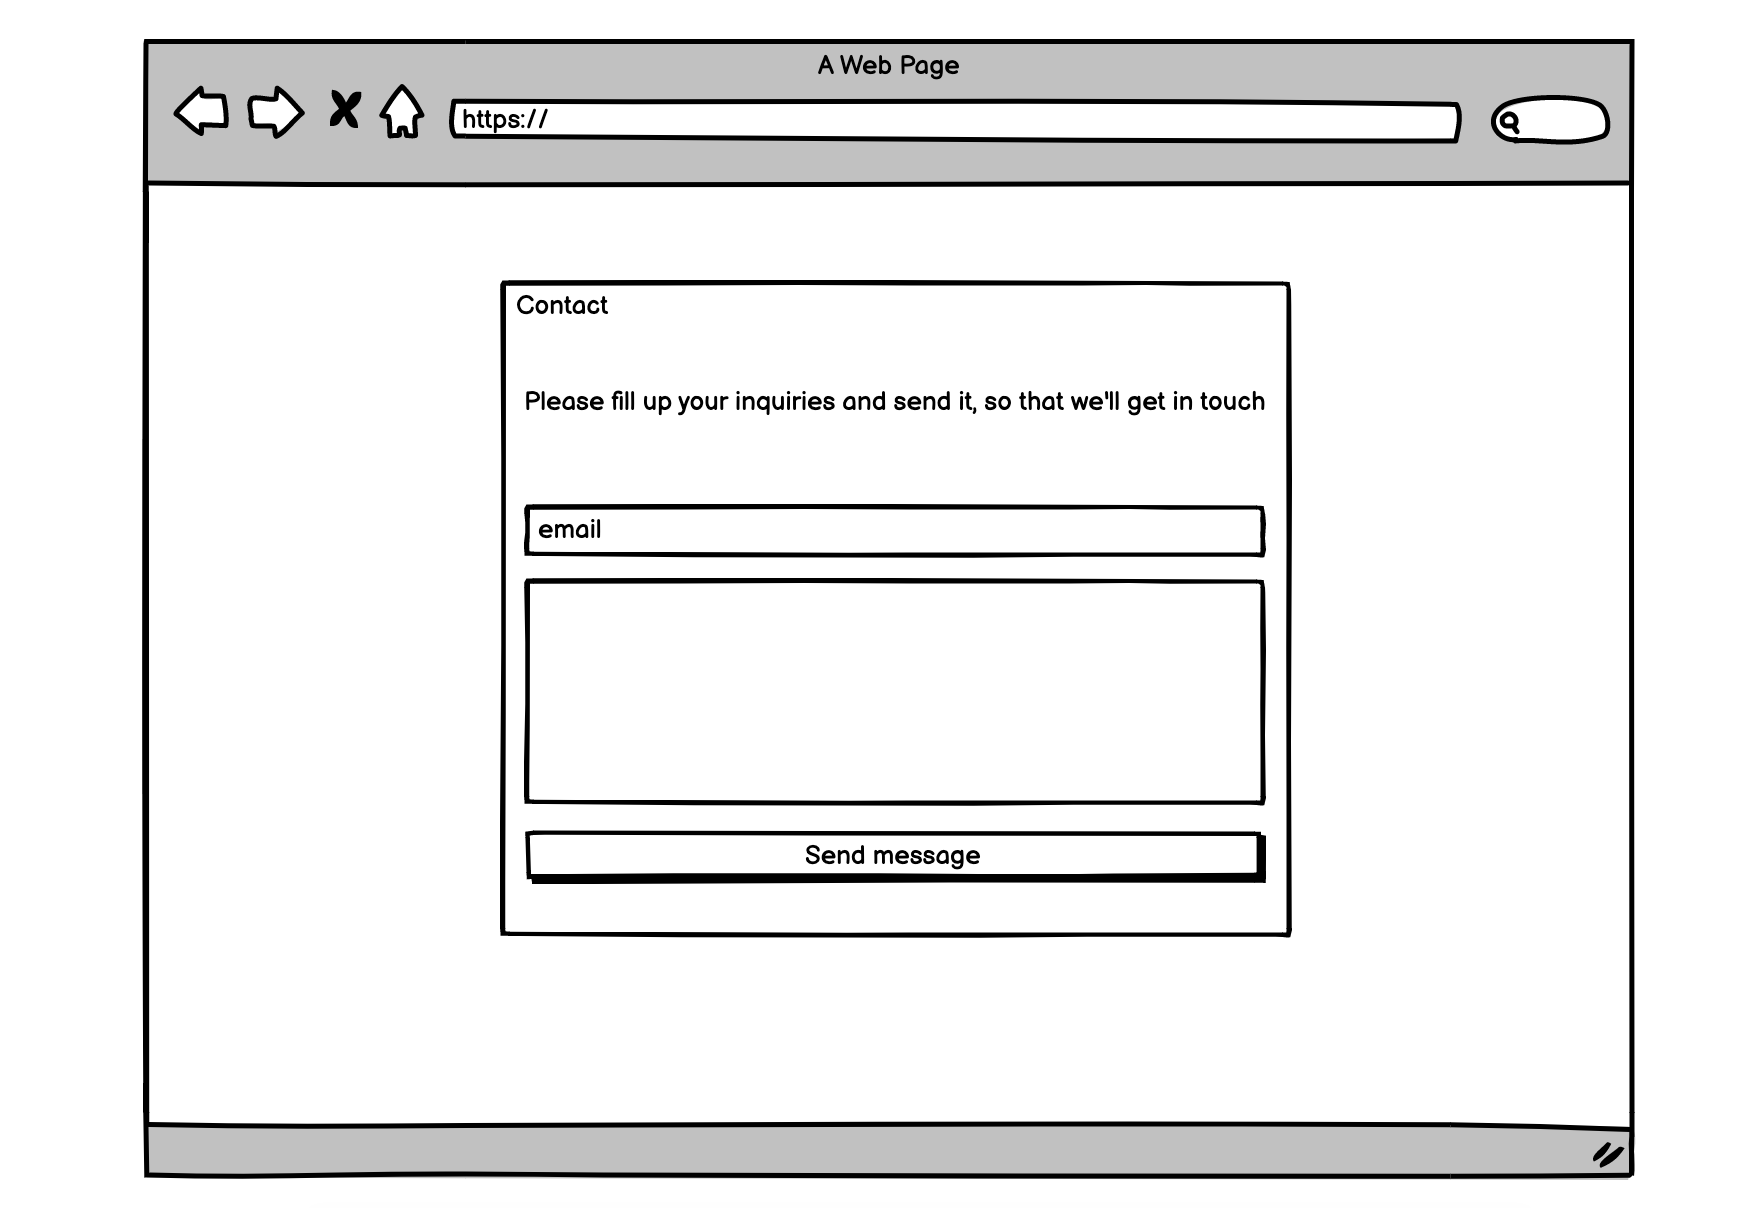 A Web Page
https://
Contact
Please fill up your inquiries and send it, so that we'll get in touch
email
Send message